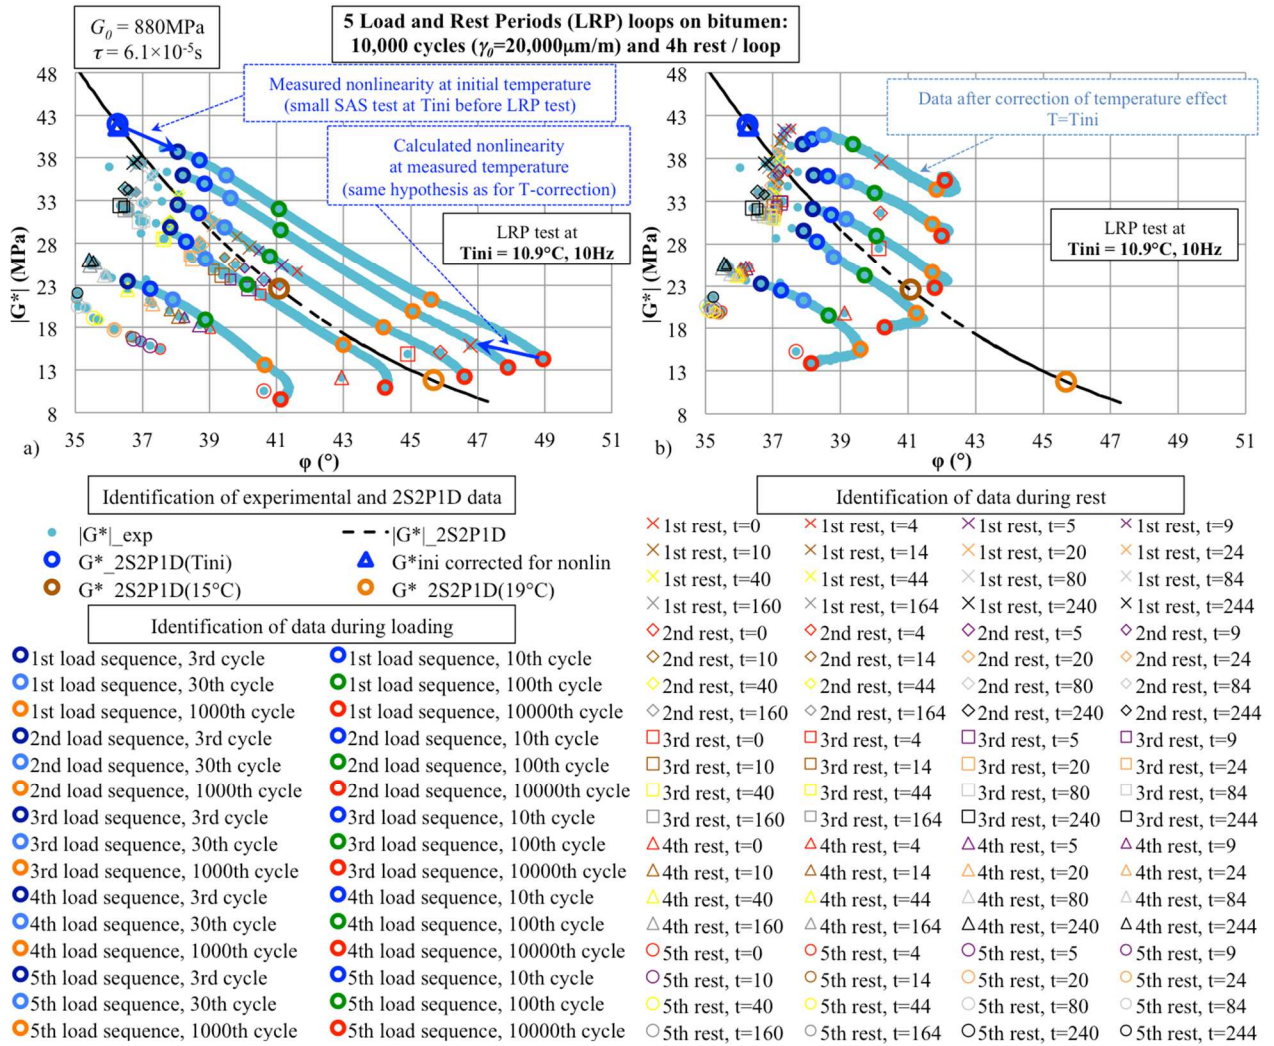 G₀ = 880MPa
τ = 6.1×10⁻⁵s
5 Load and Rest Periods (LRP) loops on bitumen:
10,000 cycles (γ₀=20,000μm/m) and 4h rest / loop
|G*| (MPa)
48
43
38
33
28
23
18
13
8
35 37 39 41 43 45 47 49 51
φ (°)
a)
Measured nonlinearity at initial temperature
(small SAS test at Tini before LRP test)
Calculated nonlinearity
at measured temperature
(same hypothesis as for T-correction)
LRP test at
Tini = 10.9°C, 10Hz
|G*| (MPa)
48
43
38
33
28
23
18
13
8
35 37 39 41 43 45 47 49 51
φ (°)
b)
Data after correction of temperature effect
T=Tini
LRP test at
Tini = 10.9°C, 10Hz
Identification of experimental and 2S2P1D data
|G*|_exp
|G*|_2S2P1D
G*_2S2P1D(Tini)
G*ini corrected for nonlin
G*_2S2P1D(15°C)
G*_2S2P1D(19°C)
Identification of data during loading
1st load sequence, 3rd cycle
1st load sequence, 10th cycle
1st load sequence, 30th cycle
1st load sequence, 100th cycle
1st load sequence, 1000th cycle
1st load sequence, 10000th cycle
2nd load sequence, 3rd cycle
2nd load sequence, 10th cycle
2nd load sequence, 30th cycle
2nd load sequence, 100th cycle
2nd load sequence, 1000th cycle
2nd load sequence, 10000th cycle
3rd load sequence, 3rd cycle
3rd load sequence, 10th cycle
3rd load sequence, 30th cycle
3rd load sequence, 100th cycle
3rd load sequence, 1000th cycle
3rd load sequence, 10000th cycle
4th load sequence, 3rd cycle
4th load sequence, 10th cycle
4th load sequence, 30th cycle
4th load sequence, 100th cycle
4th load sequence, 1000th cycle
4th load sequence, 10000th cycle
5th load sequence, 3rd cycle
5th load sequence, 10th cycle
5th load sequence, 30th cycle
5th load sequence, 100th cycle
5th load sequence, 1000th cycle
5th load sequence, 10000th cycle
Identification of data during rest
1st rest, t=0
1st rest, t=4
1st rest, t=5
1st rest, t=9
1st rest, t=10
1st rest, t=14
1st rest, t=20
1st rest, t=24
1st rest, t=40
1st rest, t=44
1st rest, t=80
1st rest, t=84
1st rest, t=160
1st rest, t=164
1st rest, t=240
1st rest, t=244
2nd rest, t=0
2nd rest, t=4
2nd rest, t=5
2nd rest, t=9
2nd rest, t=10
2nd rest, t=14
2nd rest, t=20
2nd rest, t=24
2nd rest, t=40
2nd rest, t=44
2nd rest, t=80
2nd rest, t=84
2nd rest, t=160
2nd rest, t=164
2nd rest, t=240
2nd rest, t=244
3rd rest, t=0
3rd rest, t=4
3rd rest, t=5
3rd rest, t=9
3rd rest, t=10
3rd rest, t=14
3rd rest, t=20
3rd rest, t=24
3rd rest, t=40
3rd rest, t=44
3rd rest, t=80
3rd rest, t=84
3rd rest, t=160
3rd rest, t=164
3rd rest, t=240
3rd rest, t=244
4th rest, t=0
4th rest, t=4
4th rest, t=5
4th rest, t=9
4th rest, t=10
4th rest, t=14
4th rest, t=20
4th rest, t=24
4th rest, t=40
4th rest, t=44
4th rest, t=80
4th rest, t=84
4th rest, t=160
4th rest, t=164
4th rest, t=240
4th rest, t=244
5th rest, t=0
5th rest, t=4
5th rest, t=5
5th rest, t=9
5th rest, t=10
5th rest, t=14
5th rest, t=20
5th rest, t=24
5th rest, t=40
5th rest, t=44
5th rest, t=80
5th rest, t=84
5th rest, t=160
5th rest, t=164
5th rest, t=240
5th rest, t=244